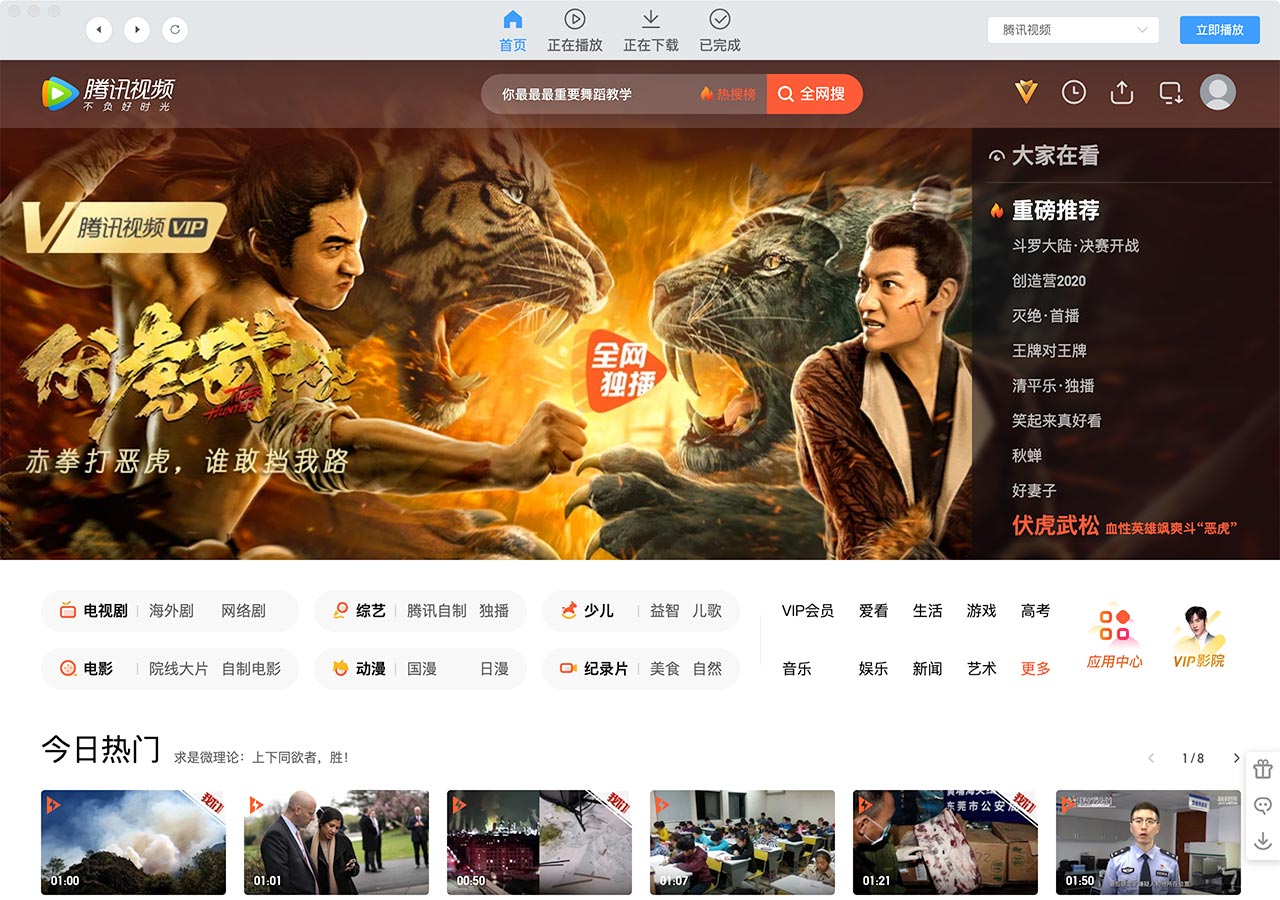 首页
正在播放
正在下载
已完成
腾讯视频
立即播放
腾讯视频
不负好时光
你最最最重要舞蹈教学
热搜榜
全网搜
V腾讯视频VIP
伏虎武松
TIGER HUNTER
赤拳打恶虎，谁敢挡我路
全网
独播
大家在看
重磅推荐
斗罗大陆·决赛开战
创造营2020
灭绝·首播
王牌对王牌
清平乐·独播
笑起来真好看
秋蝉
好妻子
伏虎武松 血性英雄飒爽斗“恶虎”
电视剧 海外剧 网络剧
综艺 腾讯自制 独播
少儿 益智 儿歌
VIP会员 爱看 生活 游戏 高考
电影 院线大片 自制电影
动漫 国漫 日漫
纪录片 美食 自然
音乐 娱乐 新闻 艺术 更多
应用中心
VIP影院
今日热门 求是微理论：上下同欲者，胜！
1/8
01:00
01:01
00:50
01:07
东莞市公安
01:21
01:50